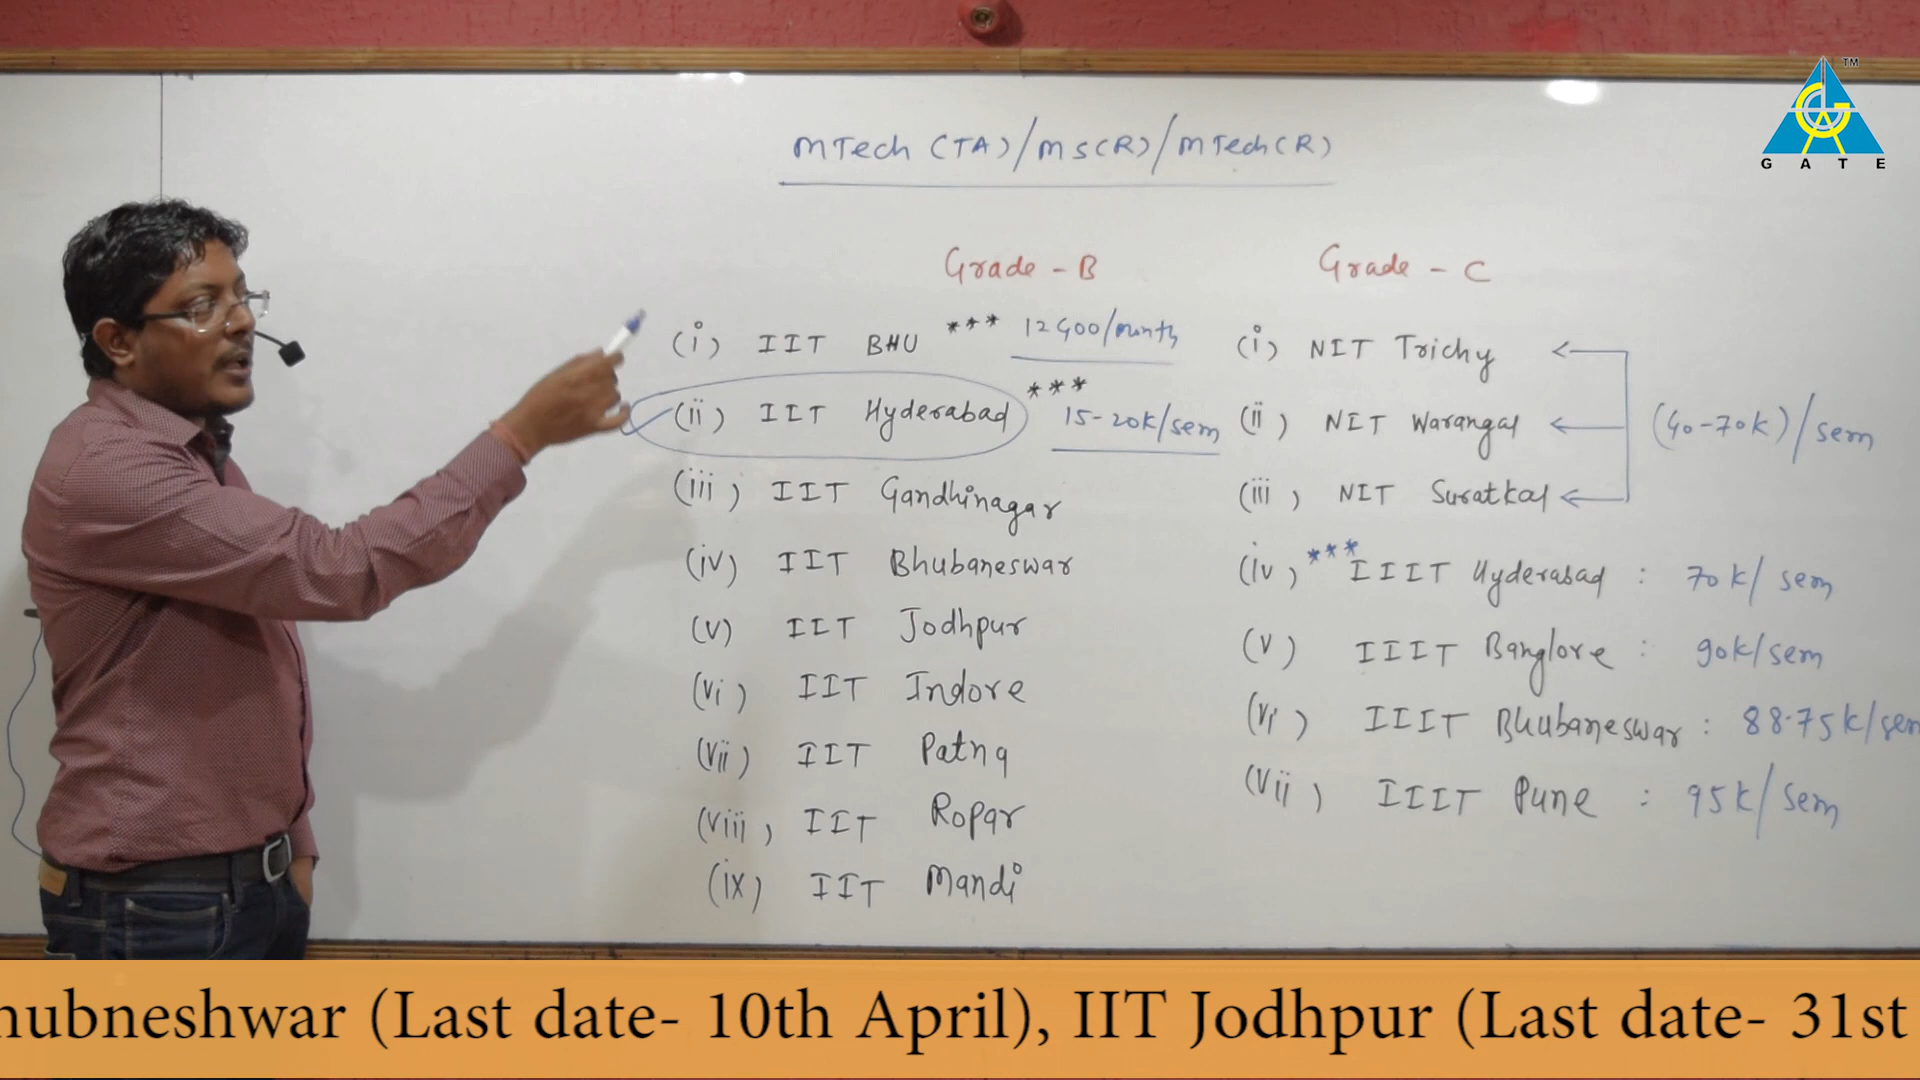 TM
GATE
MTech (TA)/MS(R)/MTech(R)
Grade - B
(i) IIT BHU *** 12400/month
(ii) IIT Hyderabad *** 15-20K/sem
(iii) IIT Gandhinagar
(iv) IIT Bhubaneswar
(v) IIT Jodhpur
(vi) IIT Indore
(vii) IIT Patna
(viii) IIT Ropar
(ix) IIT Mandi
Grade - C
(i) NIT Trichy
(ii) NIT Warangal
(iii) NIT Suratkal
(40-70K)/sem
(iv) *** IIIT Hyderabad : 70K/sem
(v) IIIT Banglore : 90K/sem
(vi) IIIT Bhubaneswar : 88.75K/sem
(vii) IIIT Pune : 95K/sem
hubneshwar (Last date- 10th April), IIT Jodhpur (Last date- 31st